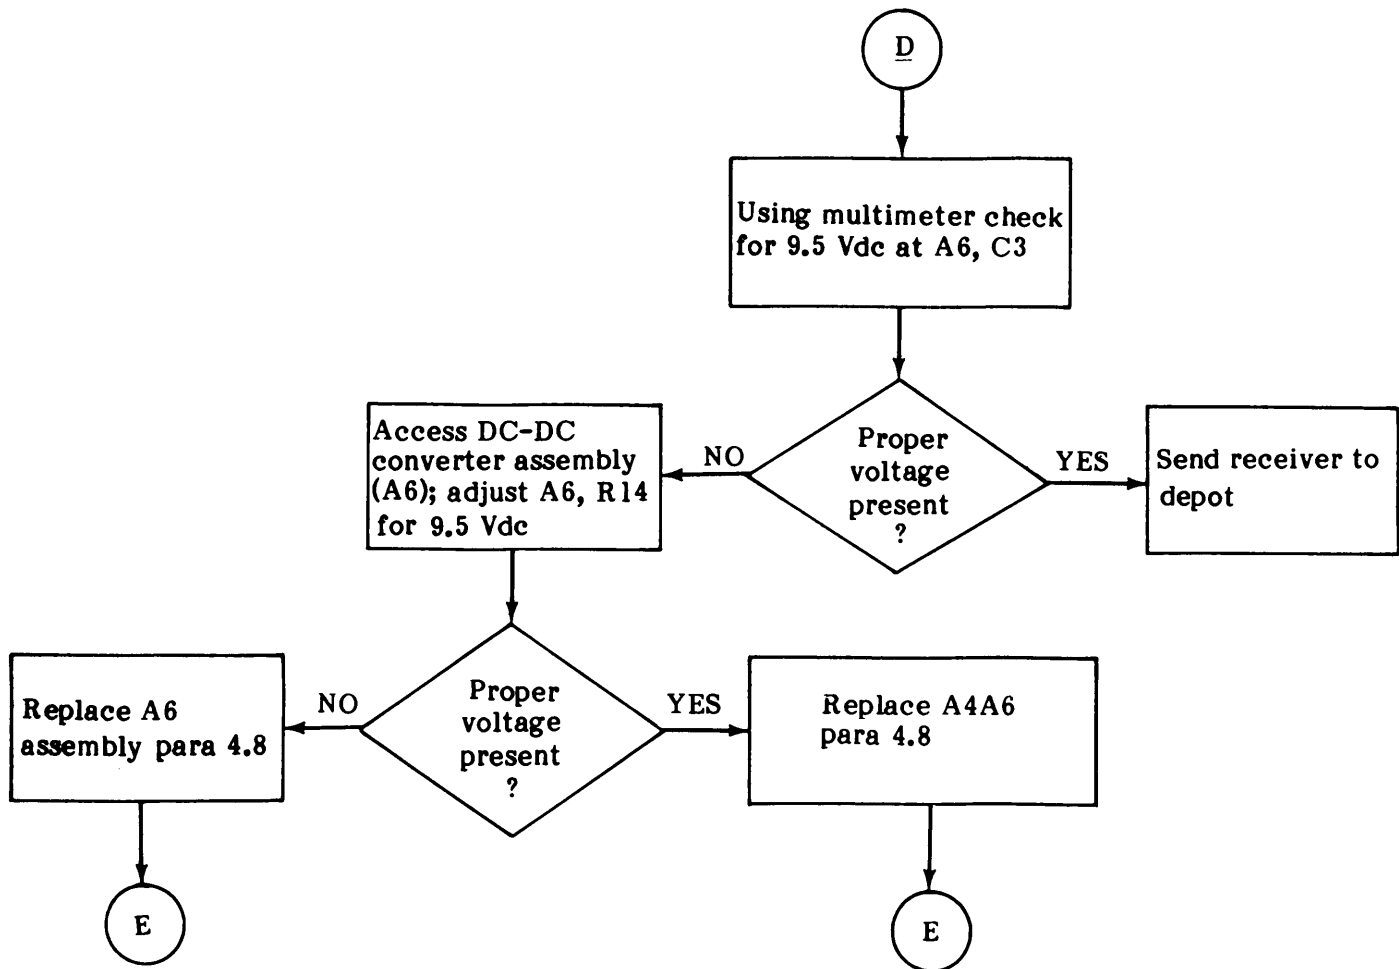 D
Using multimeter check
for 9.5 Vdc at A6, C3
Proper
voltage
present
?
NO
YES
Access DC-DC
converter assembly
(A6); adjust A6, R14
for 9.5 Vdc
Send receiver to
depot
Proper
voltage
present
?
NO
YES
Replace A6
assembly para 4.8
Replace A4A6
para 4.8
E
E